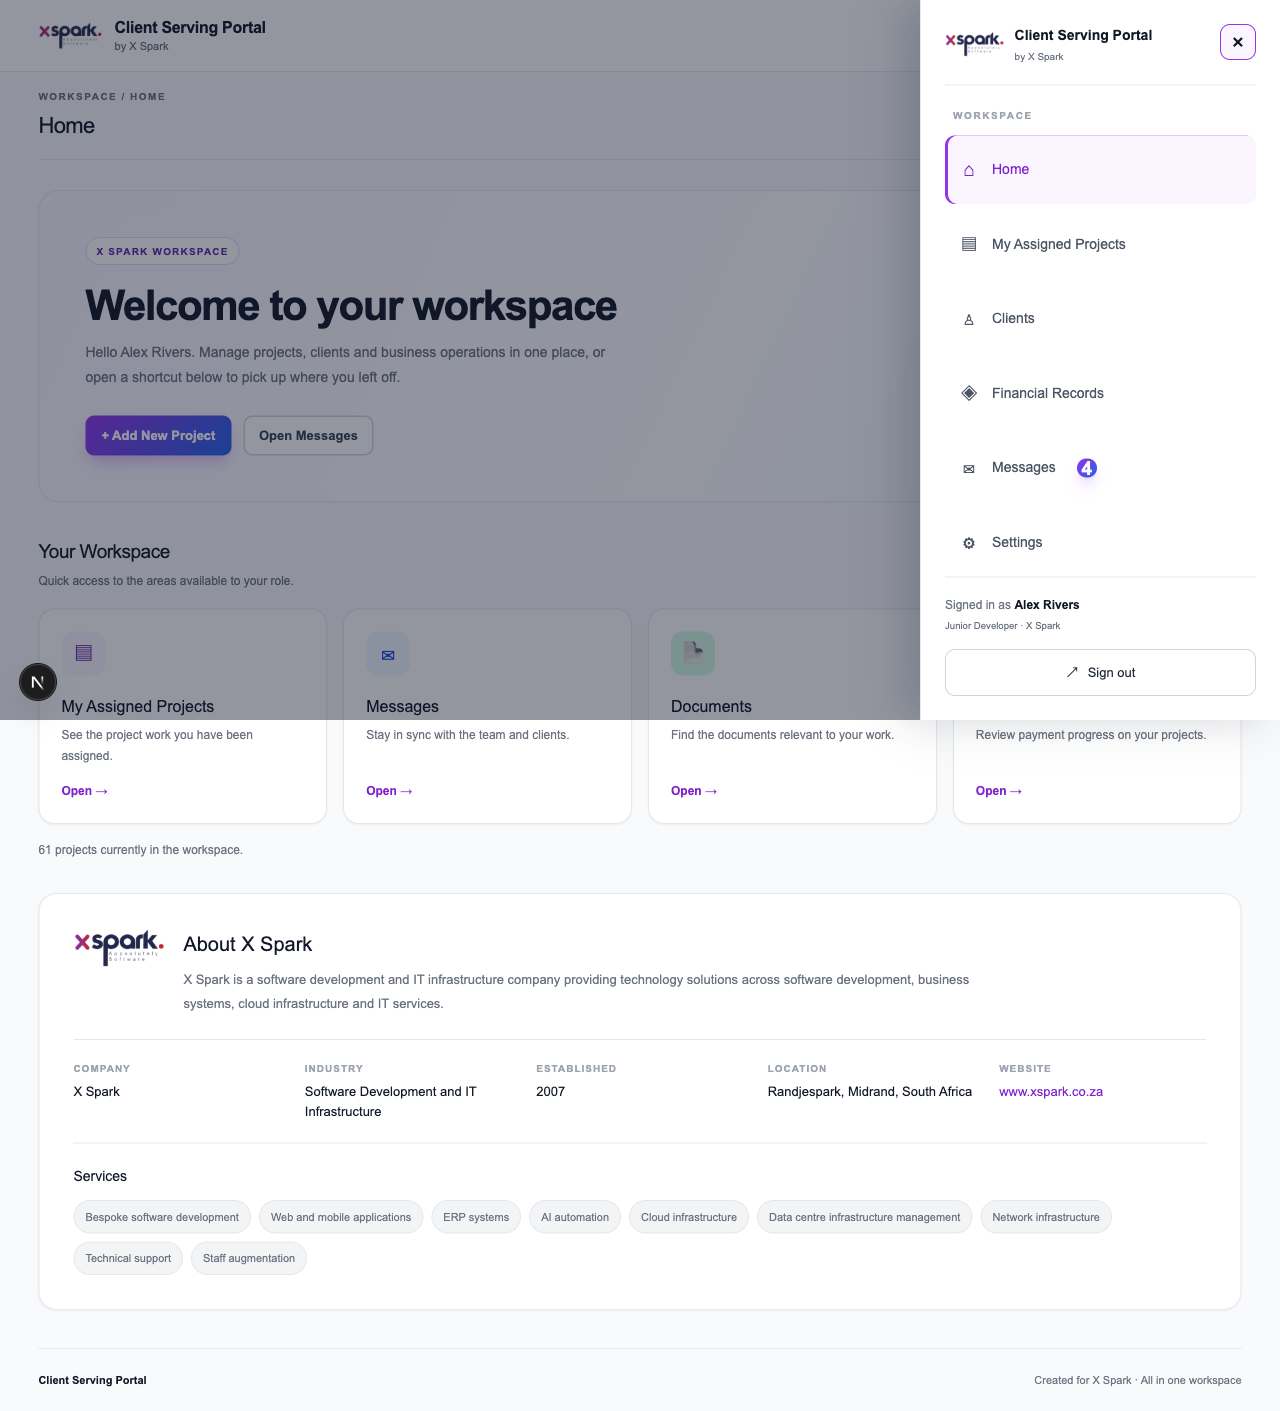 xspark.
Appsolutely
Software
Client Serving Portal
by X Spark
WORKSPACE / HOME
Home
X SPARK WORKSPACE
Welcome to your workspace
Hello Alex Rivers. Manage projects, clients and business operations in one place, or
open a shortcut below to pick up where you left off.
+ Add New Project
Open Messages
Your Workspace
Quick access to the areas available to your role.
My Assigned Projects
See the project work you have been
assigned.
Open →
Messages
Stay in sync with the team and clients.
Open →
Documents
Find the documents relevant to your work.
Open →
Review payment progress on your projects.
Open →
61 projects currently in the workspace.
xspark.
Appsolutely
Software
About X Spark
X Spark is a software development and IT infrastructure company providing technology solutions across software development, business
systems, cloud infrastructure and IT services.
COMPANY
X Spark
INDUSTRY
Software Development and IT
Infrastructure
ESTABLISHED
2007
LOCATION
Randjespark, Midrand, South Africa
WEBSITE
www.xspark.co.za
Services
Bespoke software development
Web and mobile applications
ERP systems
AI automation
Cloud infrastructure
Data centre infrastructure management
Network infrastructure
Technical support
Staff augmentation
Client Serving Portal
Created for X Spark · All in one workspace
xspark.
Appsolutely
Software
Client Serving Portal
by X Spark
✕
WORKSPACE
Home
My Assigned Projects
Clients
Financial Records
Messages 4
Settings
Signed in as Alex Rivers
Junior Developer · X Spark
↗ Sign out
N